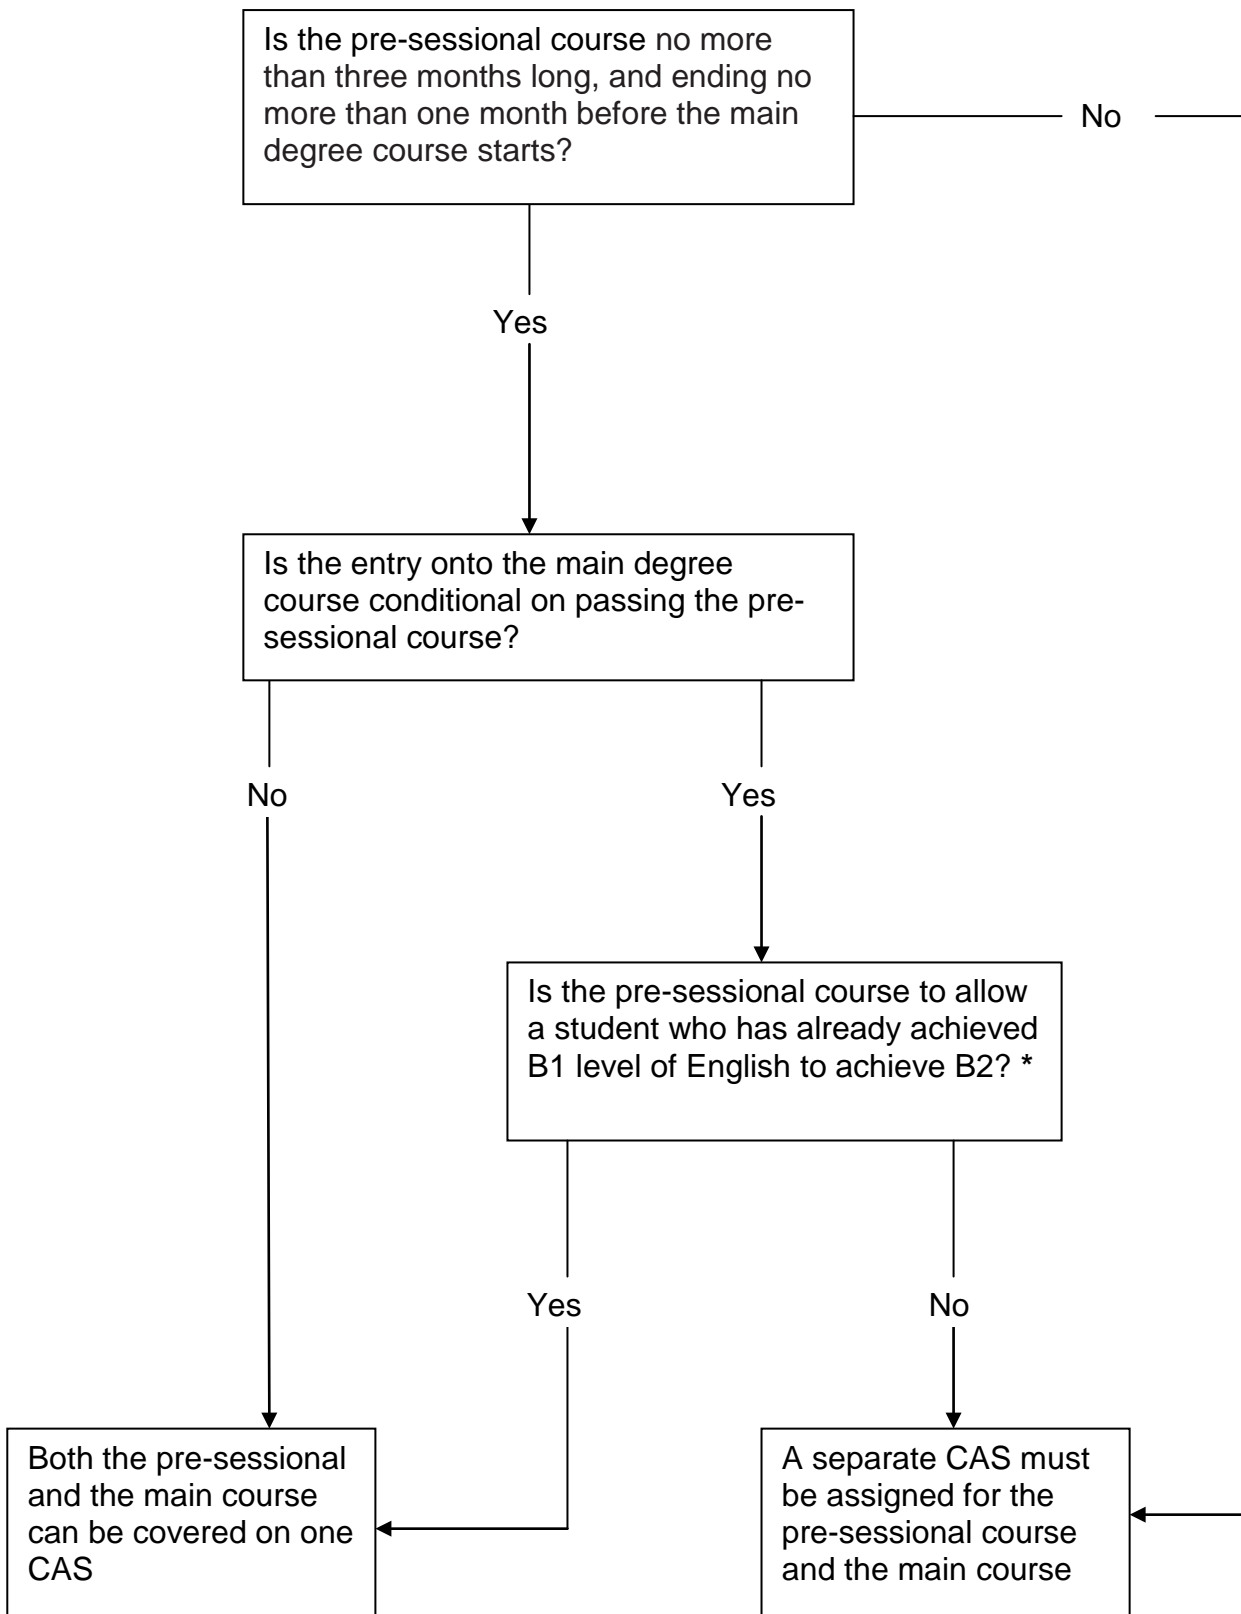 Is the pre-sessional course no more
than three months long, and ending no
more than one month before the main
degree course starts?
No
Yes
Is the entry onto the main degree
course conditional on passing the pre-
sessional course?
No
Yes
Is the pre-sessional course to allow
a student who has already achieved
B1 level of English to achieve B2? *
Yes
No
Both the pre-sessional
and the main course
can be covered on one
CAS
A separate CAS must
be assigned for the
pre-sessional course
and the main course